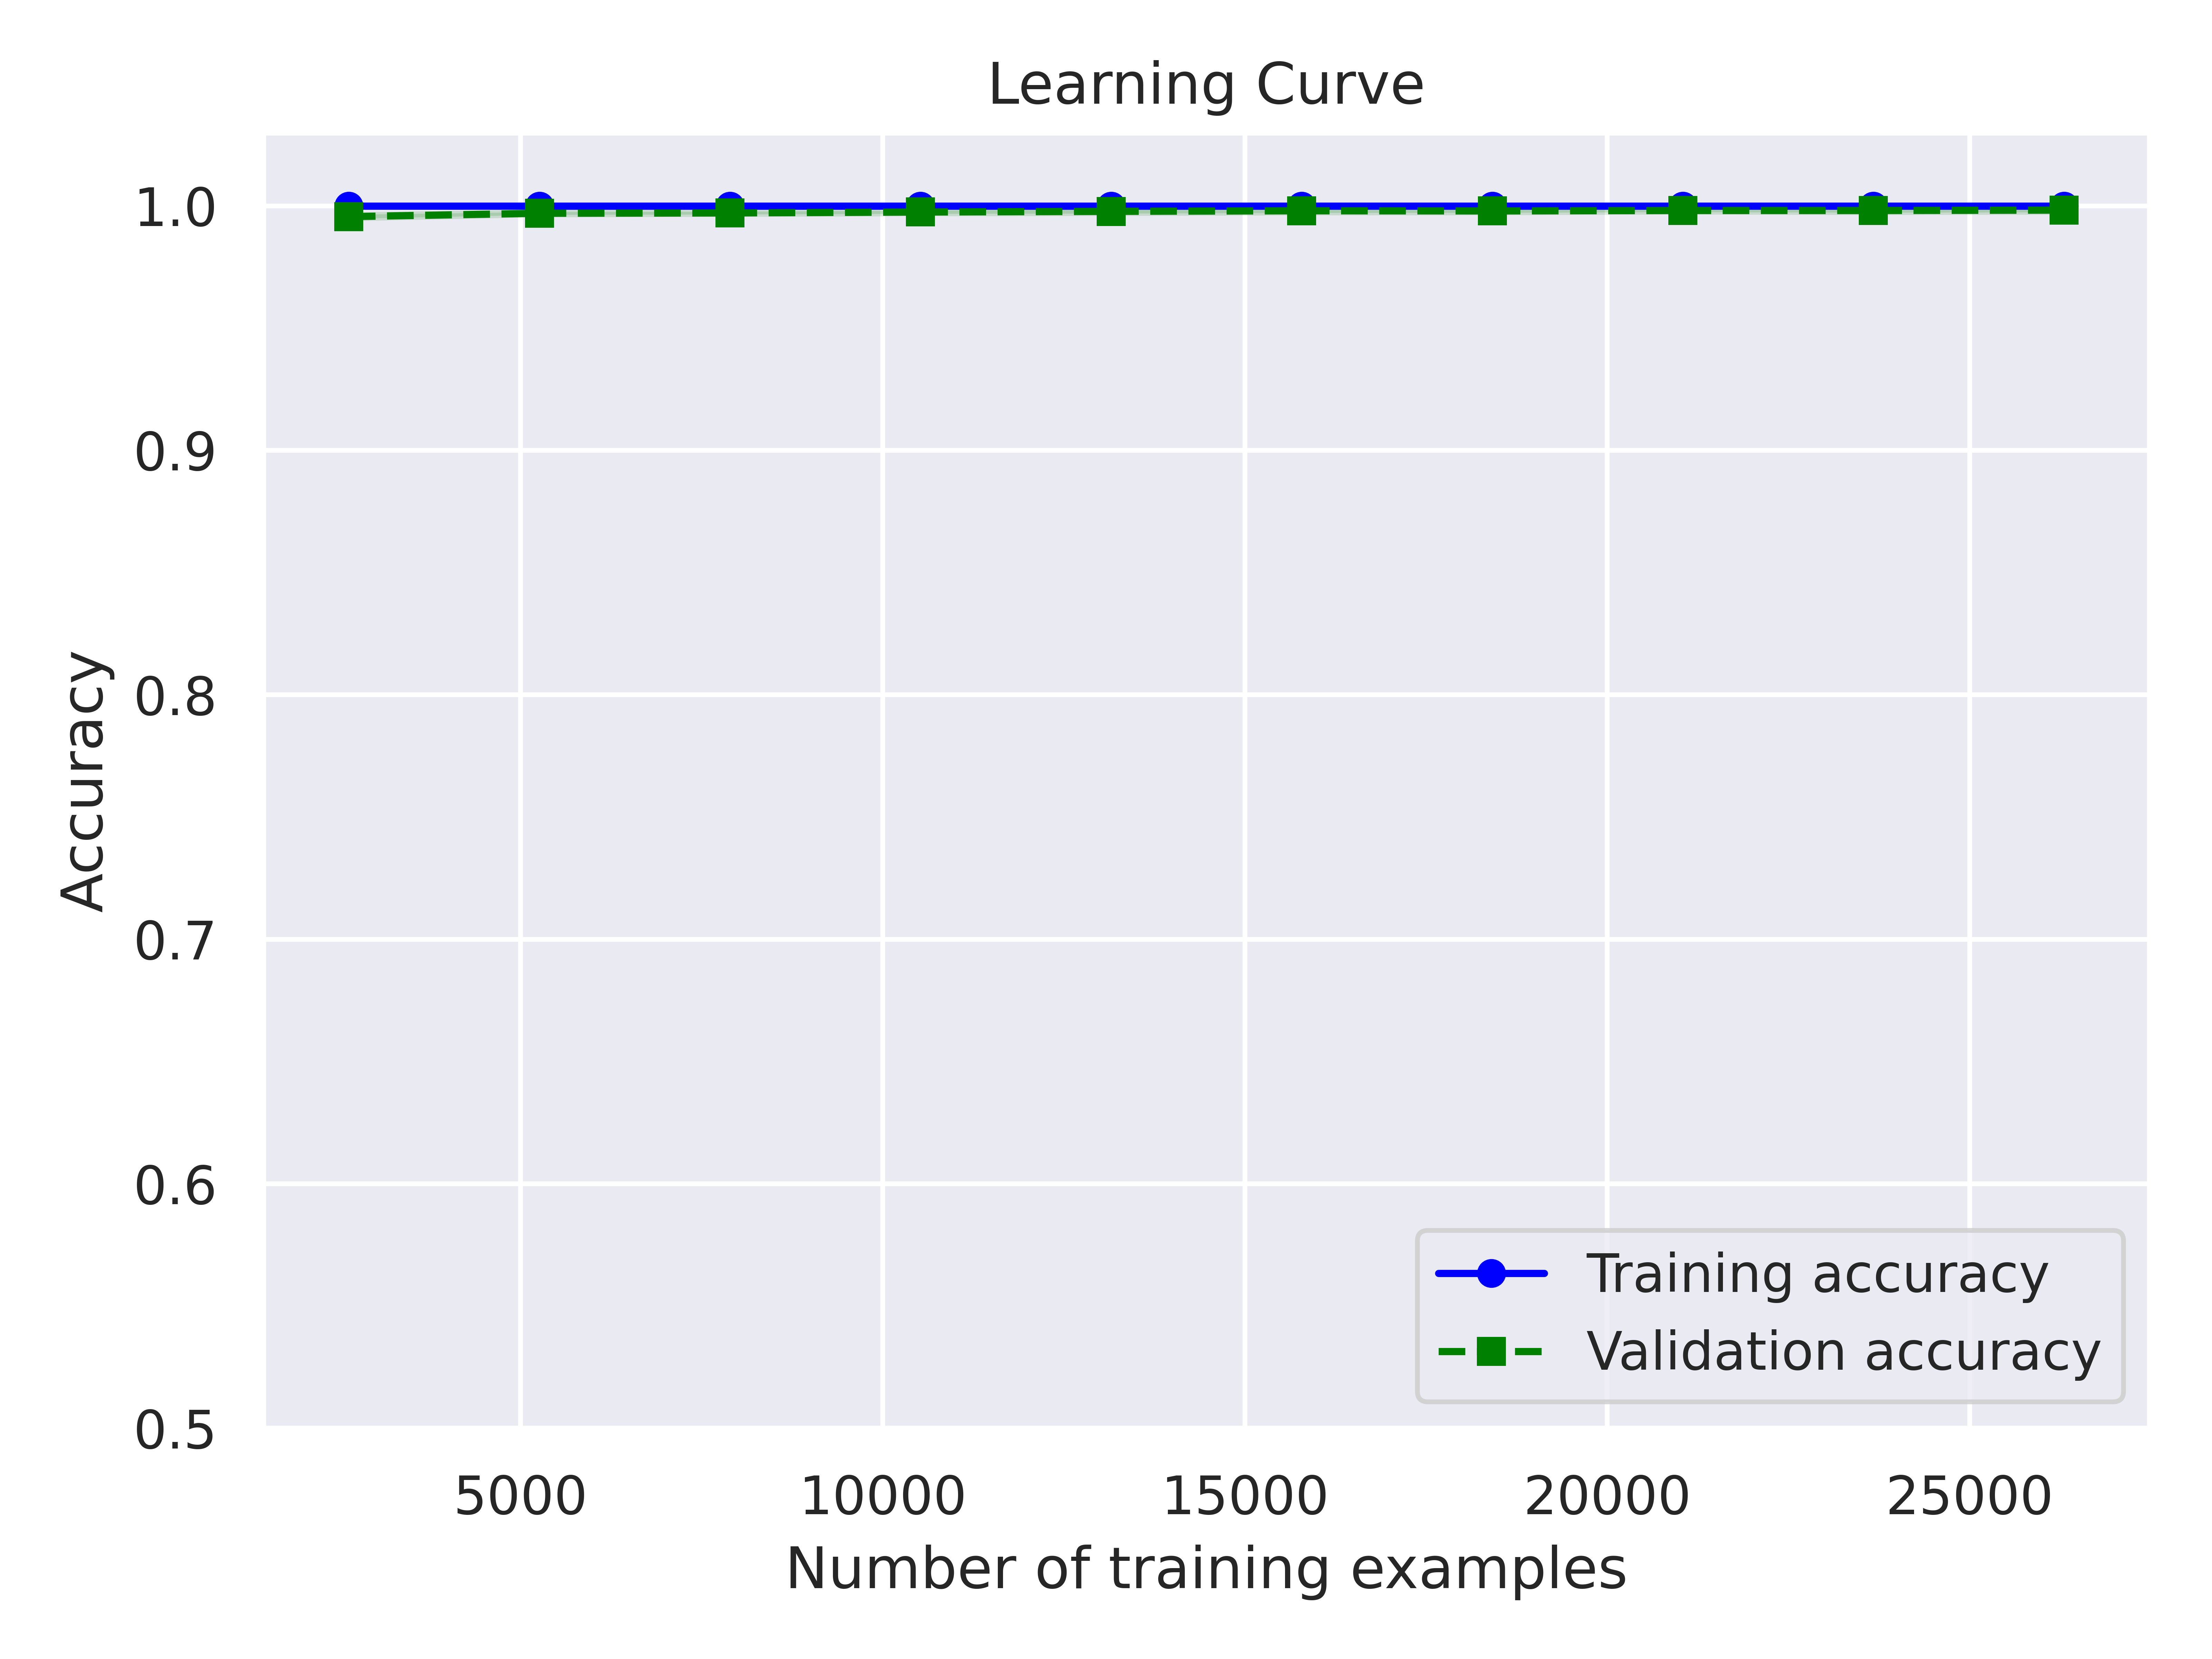 Learning Curve
1.0
0.9
0.8
0.7
0.6
0.5
Accuracy
Training accuracy
Validation accuracy
5000 10000 15000 20000 25000
Number of training examples